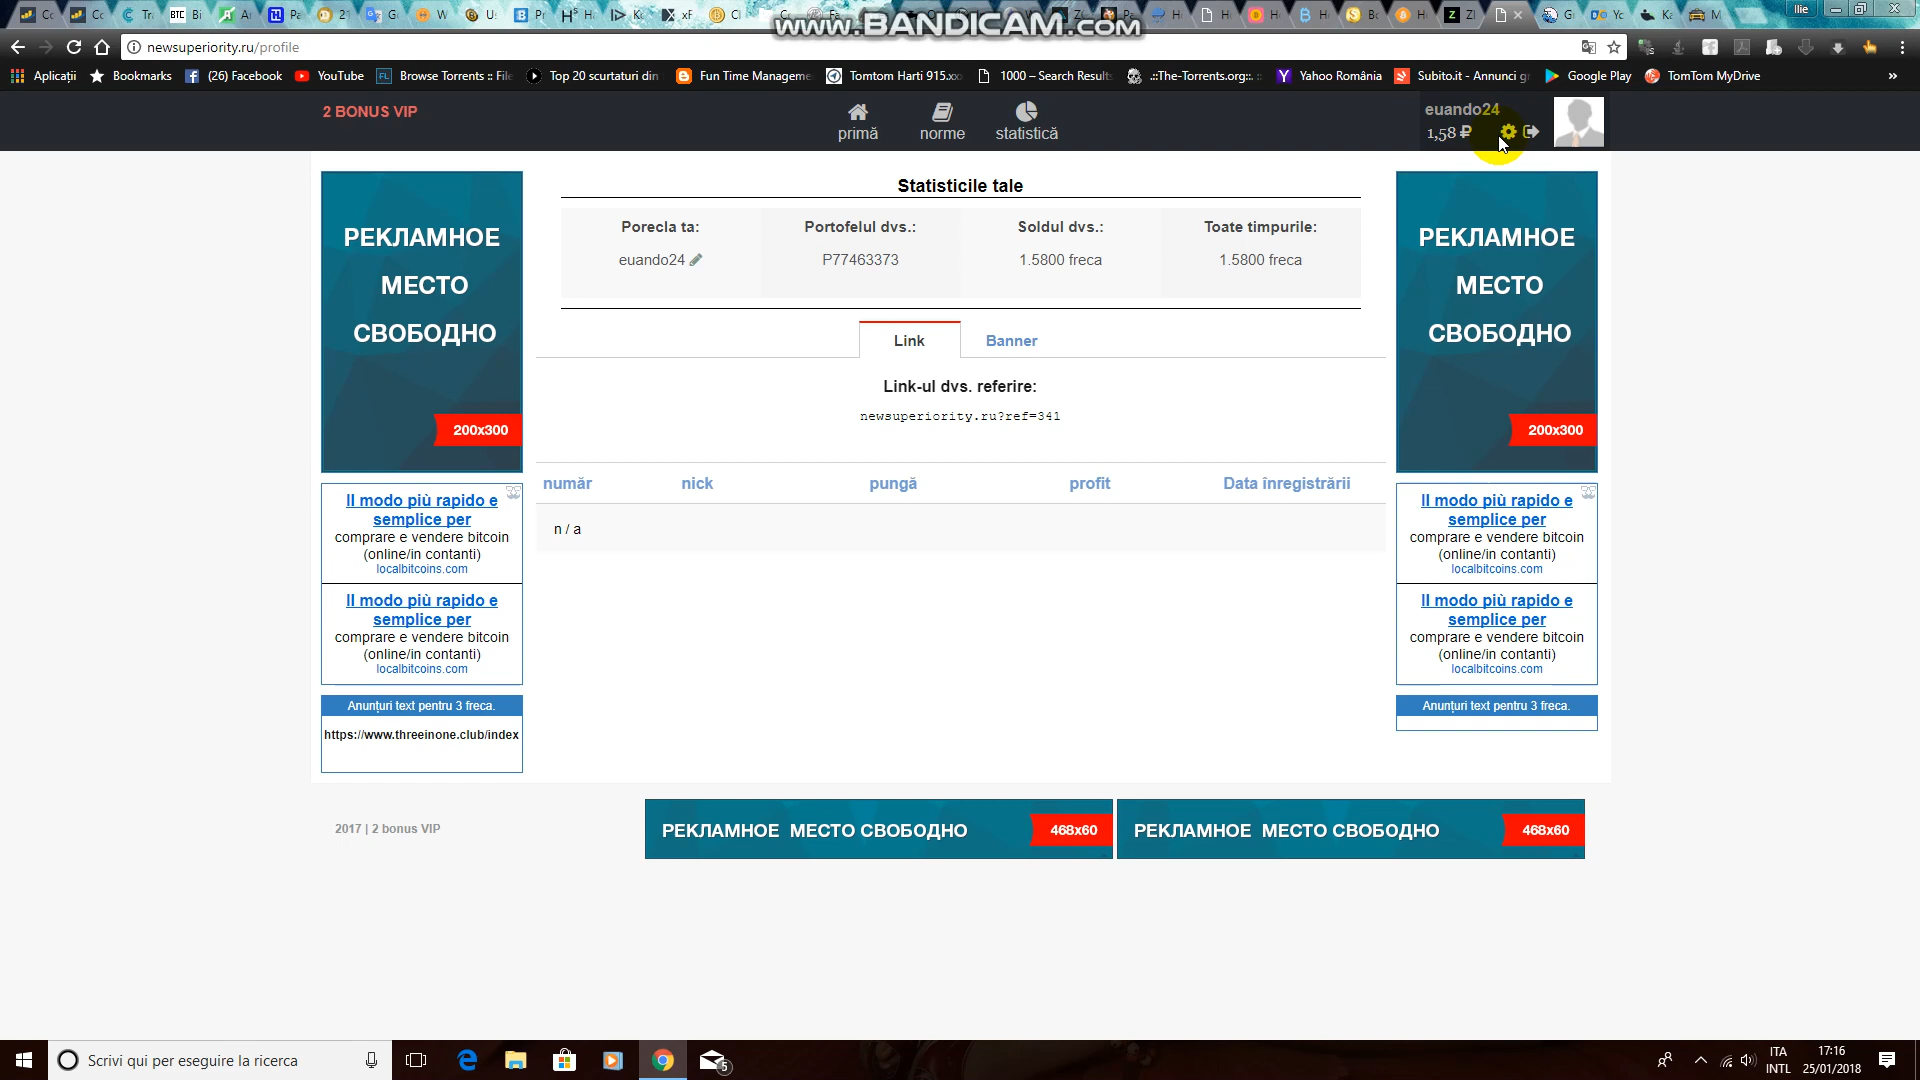 www.BANDICAM.com
Ilie
newsuperiority.ru/profile
Aplicații
Bookmarks
(26) Facebook
YouTube
Browse Torrents :: File
Top 20 scurtaturi din
Fun Time Manageme
Tomtom Harti 915.xx
1000 – Search Results
.::The-Torrents.org::.
Yahoo România
Subito.it - Annunci gr
Google Play
TomTom MyDrive
»
2 BONUS VIP
primă
norme
statistică
euando24
1,58 ₽
РЕКЛАМНОЕ
МЕСТО
СВОБОДНО
200x300
Il modo più rapido e
semplice per
comprare e vendere bitcoin
(online/in contanti)
localbitcoins.com
Il modo più rapido e
semplice per
comprare e vendere bitcoin
(online/in contanti)
localbitcoins.com
Anunțuri text pentru 3 freca.
https://www.threeinone.club/index
Statisticile tale
Porecla ta:
euando24
Portofelul dvs.:
P77463373
Soldul dvs.:
1.5800 freca
Toate timpurile:
1.5800 freca
Link
Banner
Link-ul dvs. referire:
newsuperiority.ru?ref=341
număr
nick
pungă
profit
Data înregistrării
n / a
РЕКЛАМНОЕ
МЕСТО
СВОБОДНО
200x300
Il modo più rapido e
semplice per
comprare e vendere bitcoin
(online/in contanti)
localbitcoins.com
Il modo più rapido e
semplice per
comprare e vendere bitcoin
(online/in contanti)
localbitcoins.com
Anunțuri text pentru 3 freca.
2017 | 2 bonus VIP
РЕКЛАМНОЕ МЕСТО СВОБОДНО
468x60
РЕКЛАМНОЕ МЕСТО СВОБОДНО
468x60
Scrivi qui per eseguire la ricerca
5
ITA
INTL
17:16
25/01/2018